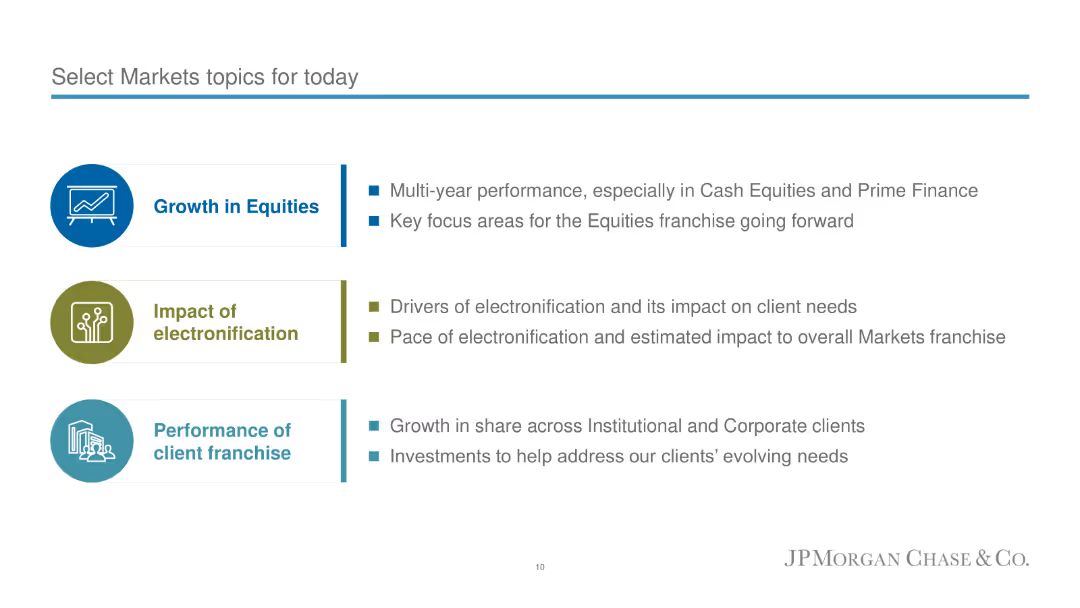 Select Markets topics for today
Growth in Equities
■ Multi-year performance, especially in Cash Equities and Prime Finance
■ Key focus areas for the Equities franchise going forward
Impact of
electronification
■ Drivers of electronification and its impact on client needs
■ Pace of electronification and estimated impact to overall Markets franchise
Performance of
client franchise
■ Growth in share across Institutional and Corporate clients
■ Investments to help address our clients’ evolving needs
10
JPMORGAN CHASE & CO.